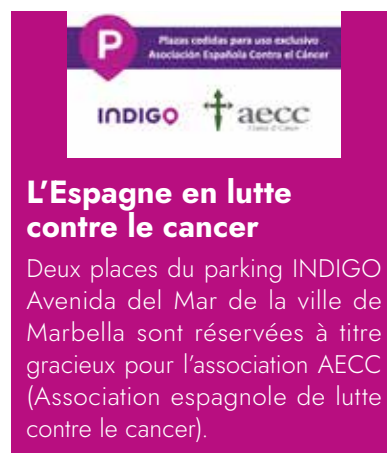 P
Plazas cedidas para uso exclusivo
Asociación Española Contra el Cáncer
INDIGO
aecc
L'Espagne en lutte
contre le cancer
Deux places du parking INDIGO
Avenida del Mar de la ville de
Marbella sont réservées à titre
gracieux pour l'association AECC
(Association espagnole de lutte
contre le cancer).